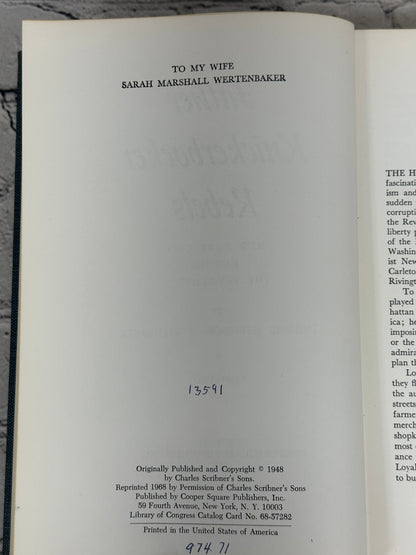 TO MY WIFE
SARAH MARSHALL WERTENBAKER
Knickerbocker
Rebels
13591
Originally Published and Copyright © 1948
by Charles Scribner's Sons.
Reprinted 1968 by Permission of Charles Scribner's Sons
Published by Cooper Square Publishers, Inc.
59 Fourth Avenue, New York, N. Y. 10003
Library of Congress Catalog Card No. 68-57282
Printed in the United States of America
974.71
THE H
fascinati
ism and
sudden
corrupti
the Rev
liberty p
of the
Washin
ist New
Carleto
Rivingt
To
played
hattan
ica; he
imposin
or the
admira
plan th
Lo
they fl
the au
streets
farme
merch
shopk
most
ance
Loyal
to bu